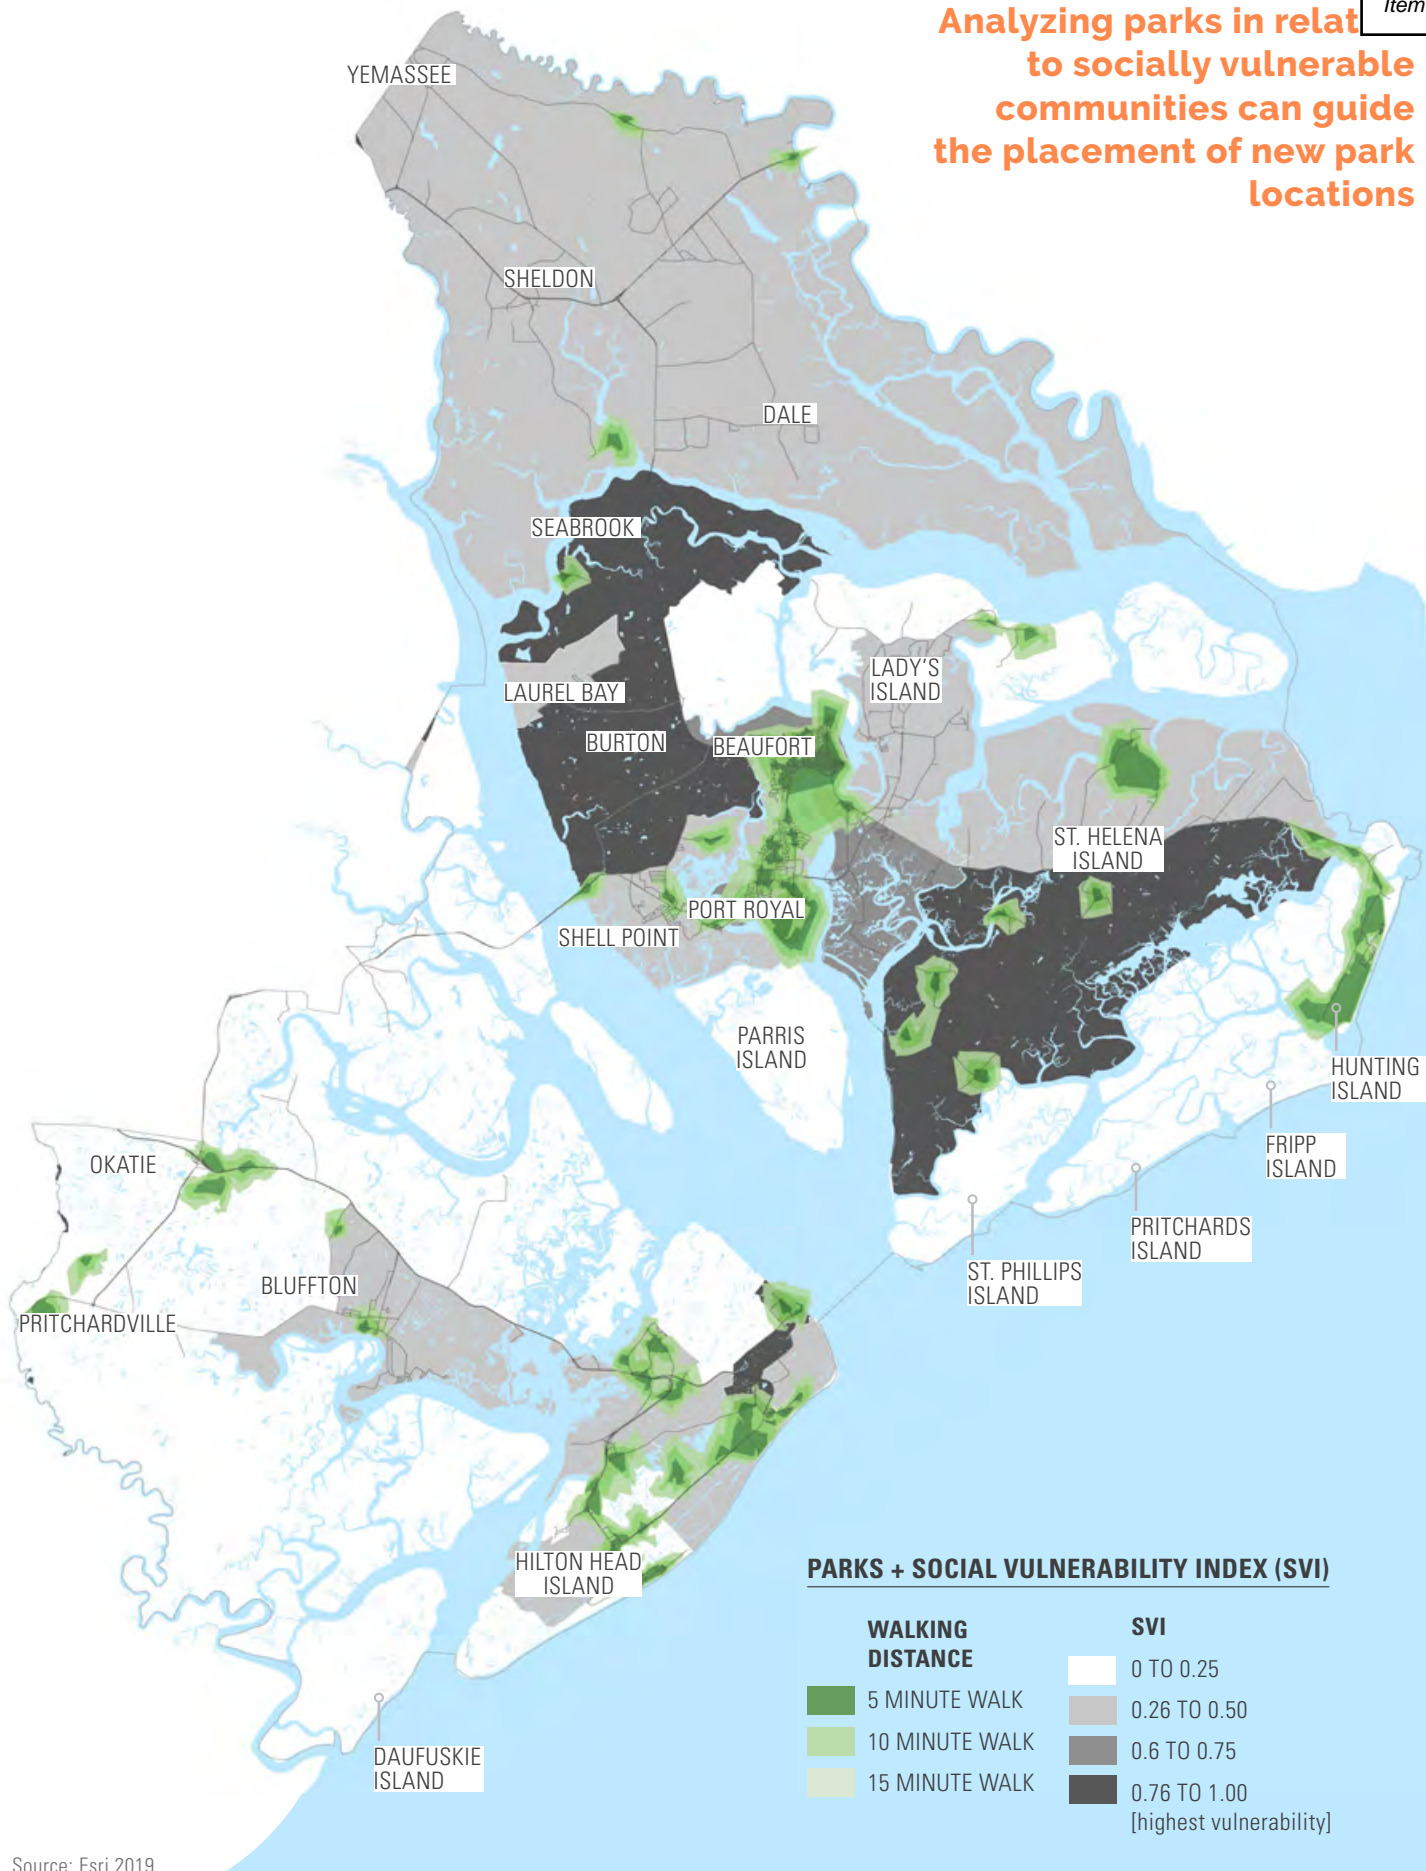 Item
Analyzing parks in relat
to socially vulnerable
communities can guide
the placement of new park
locations
YEMASSEE
SHELDON
DALE
SEABROOK
LADY'S
ISLAND
LAUREL BAY
BURTON
BEAUFORT
ST. HELENA
ISLAND
PORT ROYAL
SHELL POINT
PARRIS
ISLAND
HUNTING
ISLAND
FRIPP
ISLAND
OKATIE
PRITCHARDS
ISLAND
ST. PHILLIPS
ISLAND
BLUFFTON
PRITCHARDVILLE
HILTON HEAD
ISLAND
DAUFUSKIE
ISLAND
PARKS + SOCIAL VULNERABILITY INDEX (SVI)
WALKING
DISTANCE
5 MINUTE WALK
10 MINUTE WALK
15 MINUTE WALK
SVI
0 TO 0.25
0.26 TO 0.50
0.6 TO 0.75
0.76 TO 1.00
[highest vulnerability]
Source: Esri 2019